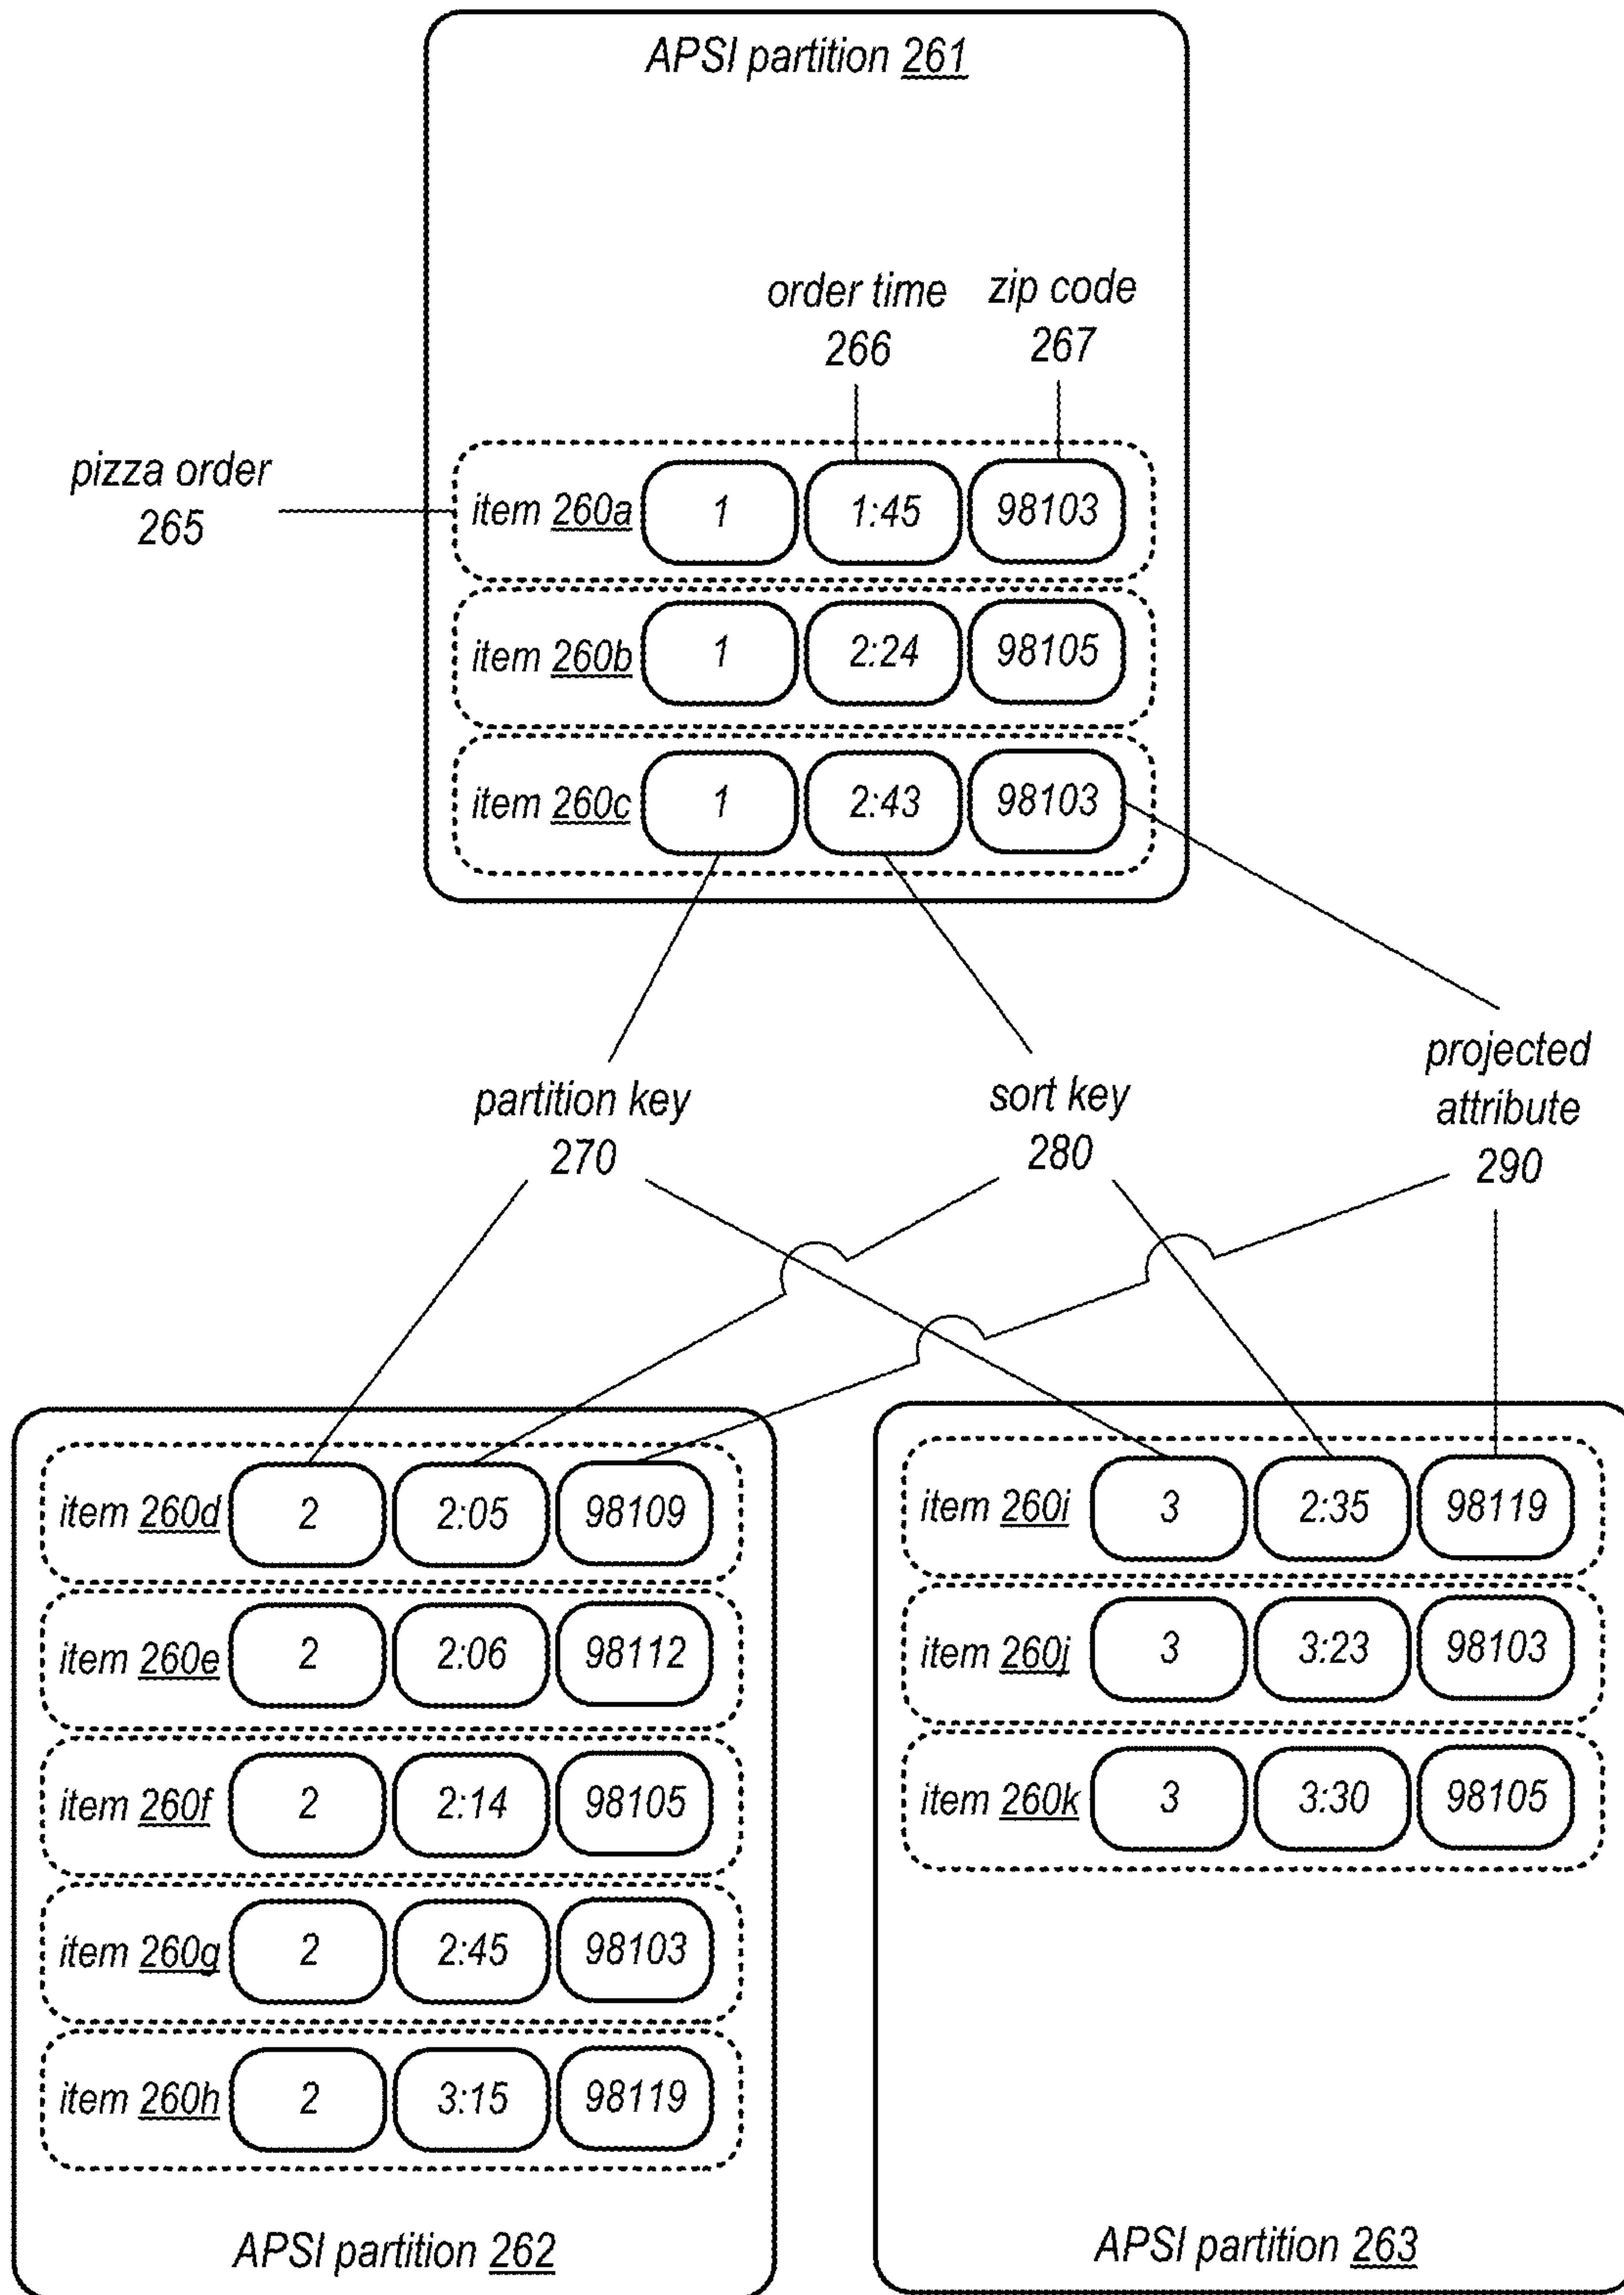 APSI partition 261
order time
266
zip code
267
pizza order
265
item 260a 1 1:45 98103
item 260b 1 2:24 98105
item 260c 1 2:43 98103
partition key
270
sort key
280
projected
attribute
290
item 260d 2 2:05 98109
item 260e 2 2:06 98112
item 260f 2 2:14 98105
item 260g 2 2:45 98103
item 260h 2 3:15 98119
APSI partition 262
item 260i 3 2:35 98119
item 260j 3 3:23 98103
item 260k 3 3:30 98105
APSI partition 263